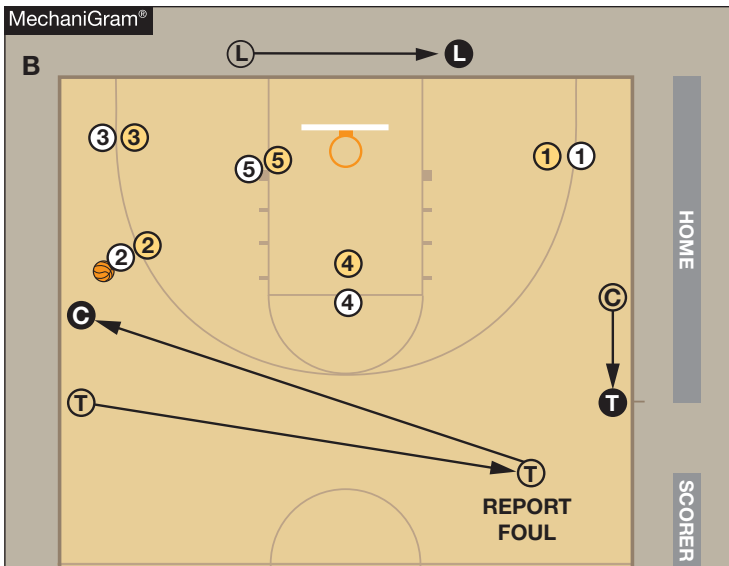 MechaniGram®
B
L
L
3
3
5
5
1
1
2
2
4
4
C
C
T
T
T
REPORT
FOUL
HOME
SCORER